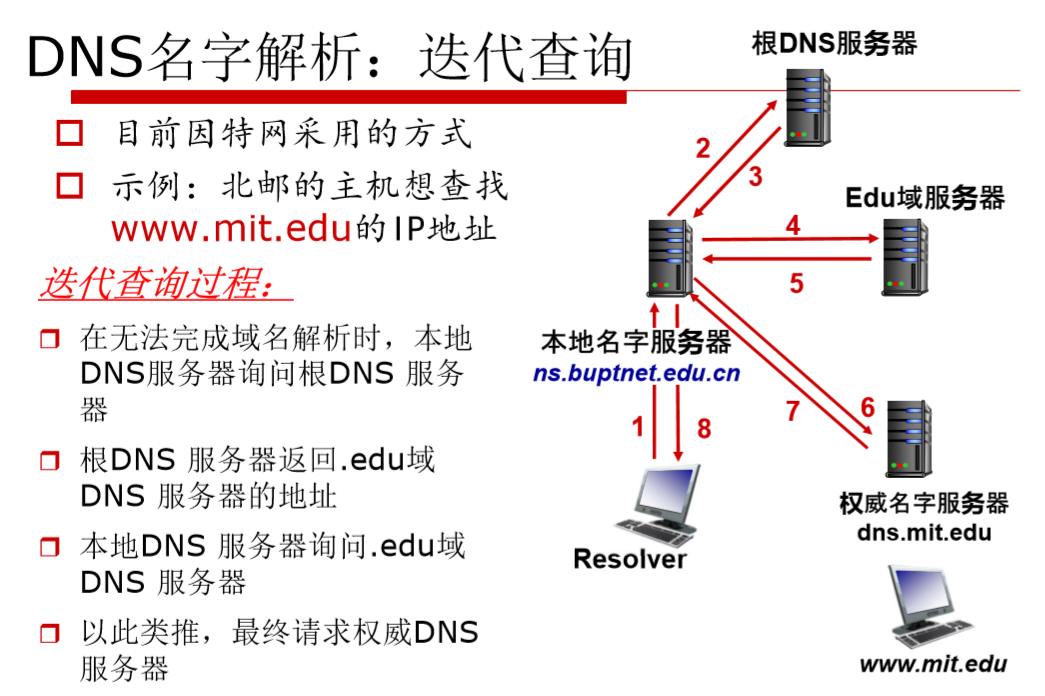 DNS名字解析：迭代查询
目前因特网采用的方式
示例：北邮的主机想查找
www.mit.edu的IP地址
迭代查询过程：
在无法完成域名解析时，本地
DNS服务器询问根DNS 服务
器
根DNS 服务器返回.edu域
DNS 服务器的地址
本地DNS 服务器询问.edu域
DNS 服务器
以此类推，最终请求权威DNS
服务器
根DNS服务器
2
3
Edu域服务器
4
5
本地名字服务器
ns.buptnet.edu.cn
7
6
1
8
权威名字服务器
dns.mit.edu
Resolver
www.mit.edu